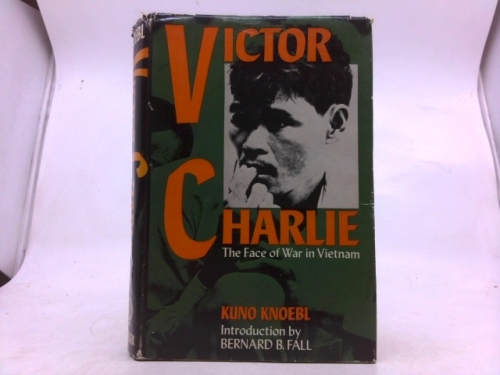 VICTOR
CHARLIE
The Face of War in Vietnam
KUNO KNOEBL
Introduction by
BERNARD B. FALL